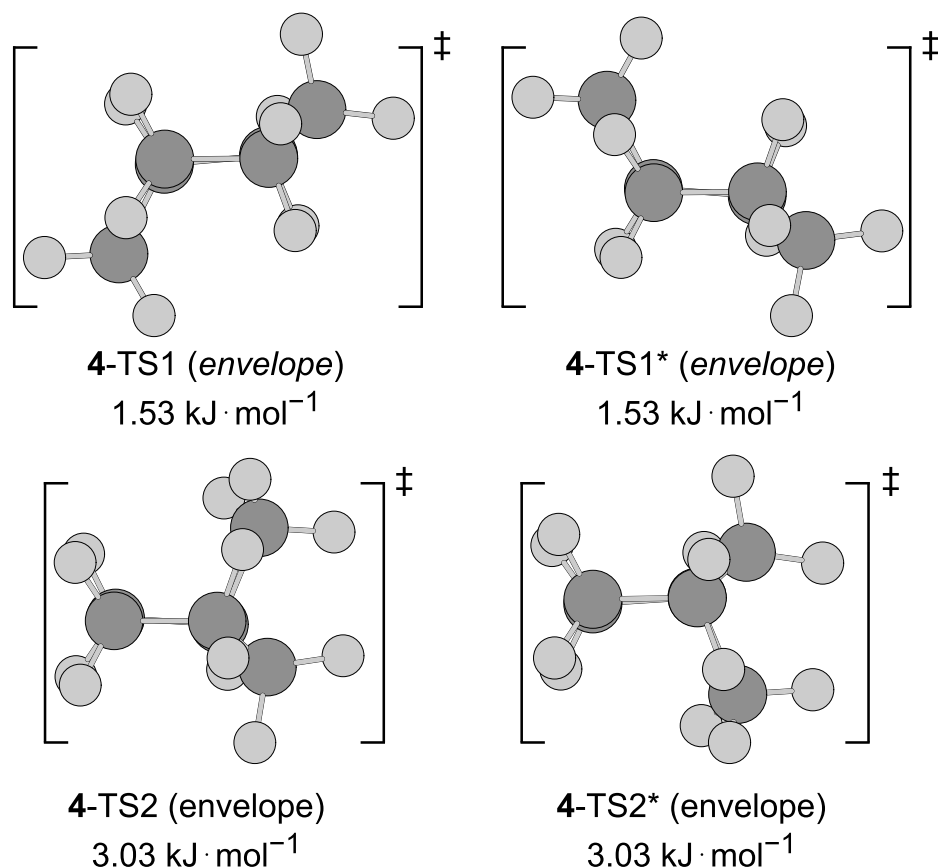 ‡ ‡
4-TS1 (envelope) 4-TS1* (envelope)
1.53 kJ·mol⁻¹ 1.53 kJ·mol⁻¹
‡ ‡
4-TS2 (envelope) 4-TS2* (envelope)
3.03 kJ·mol⁻¹ 3.03 kJ·mol⁻¹